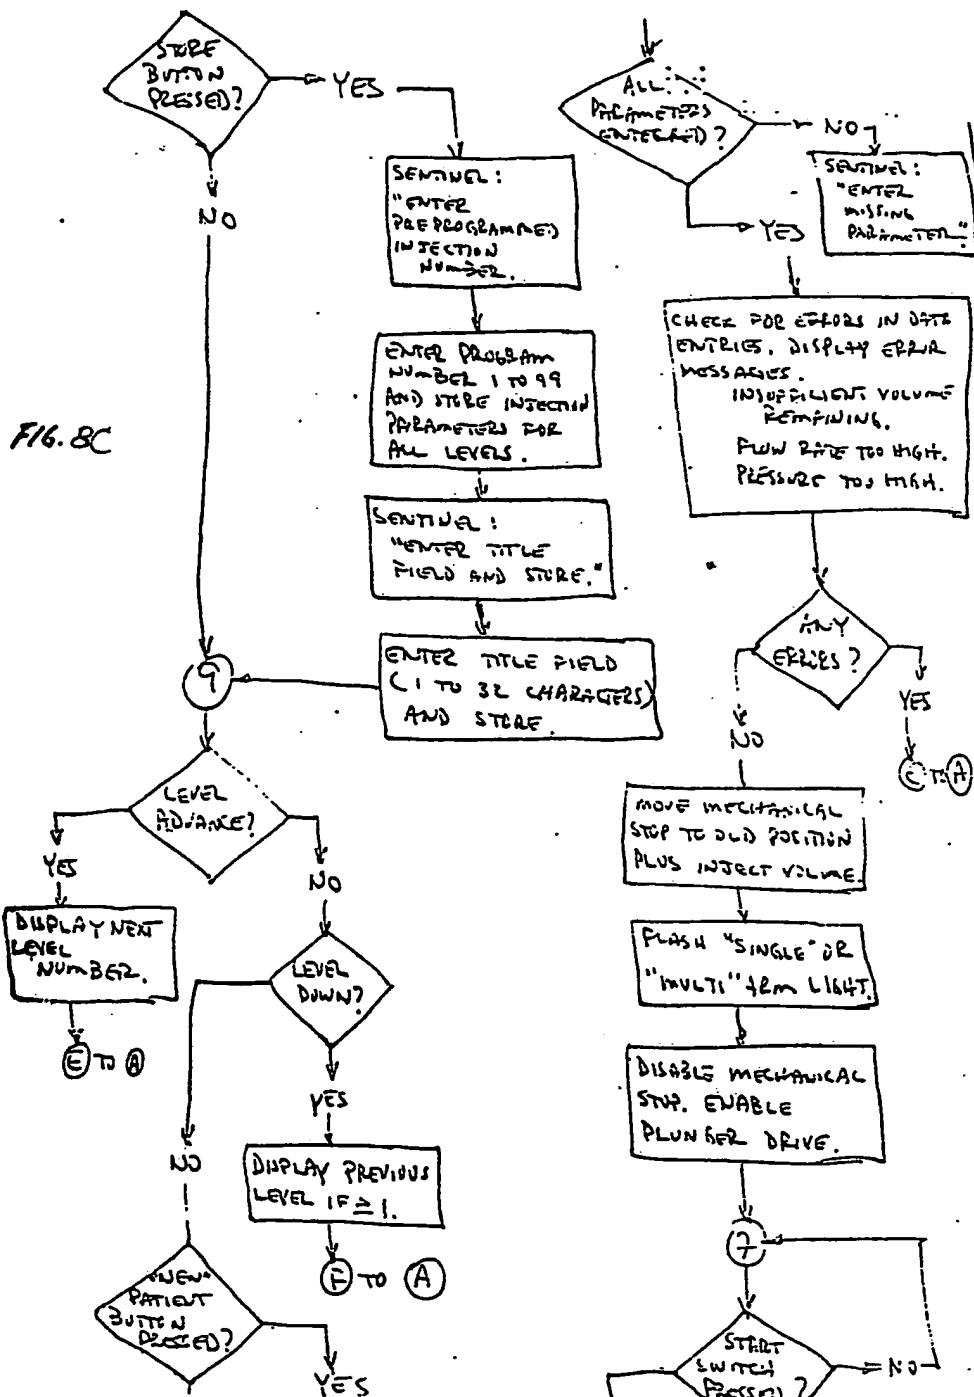 STORE
BUTTON
PRESSED?
YES
NO
SENTINEL:
"ENTER
PREPROGRAMMED
INJECTION
NUMBER.
ENTER PROGRAM
NUMBER 1 TO 99
AND STORE INJECTION
PARAMETERS FOR
ALL LEVELS.
SENTINEL:
"ENTER TITLE
FIELD AND STORE."
ENTER TITLE FIELD
(1 TO 32 CHARACTERS)
AND STORE
FIG. 8C
9
LEVEL
ADVANCE?
YES
NO
DISPLAY NEXT
LEVEL
NUMBER.
E TO A
LEVEL
DOWN?
NO
YES
DISPLAY PREVIOUS
LEVEL IF ≥ 1.
F TO A
"NEW"
PATIENT
BUTTON
PRESSED?
YES
ALL
PARAMETERS
ENTERED?
NO
SENTINEL:
"ENTER
MISSING
PARAMETER."
YES
CHECK FOR ERRORS IN DATA
ENTRIES. DISPLAY ERROR
MESSAGES.
INSUFFICIENT VOLUME
REMAINING.
FLOW RATE TOO HIGH.
PRESSURE TOO HIGH.
ANY
ERRORS?
YES
C TO A
NO
MOVE MECHANICAL
STOP TO OLD POSITION
PLUS INJECT VOLUME.
FLASH "SINGLE" OR
"MULTI" ARM LIGHT.
DISABLE MECHANICAL
STOP. ENABLE
PLUNGER DRIVE.
7
START
SWITCH
PRESSED?
NO